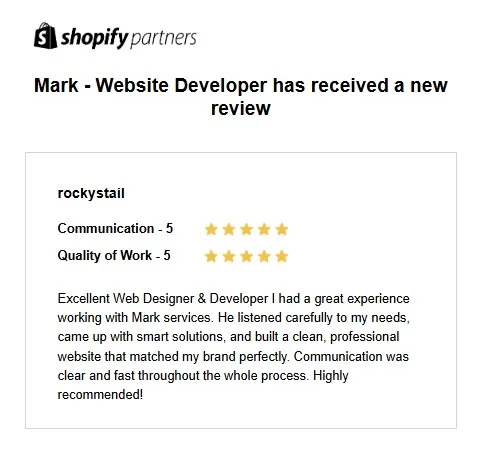 shopify partners
Mark - Website Developer has received a new
review
rockystail
Communication - 5
Quality of Work - 5
Excellent Web Designer & Developer I had a great experience
working with Mark services. He listened carefully to my needs,
came up with smart solutions, and built a clean, professional
website that matched my brand perfectly. Communication was
clear and fast throughout the whole process. Highly
recommended!